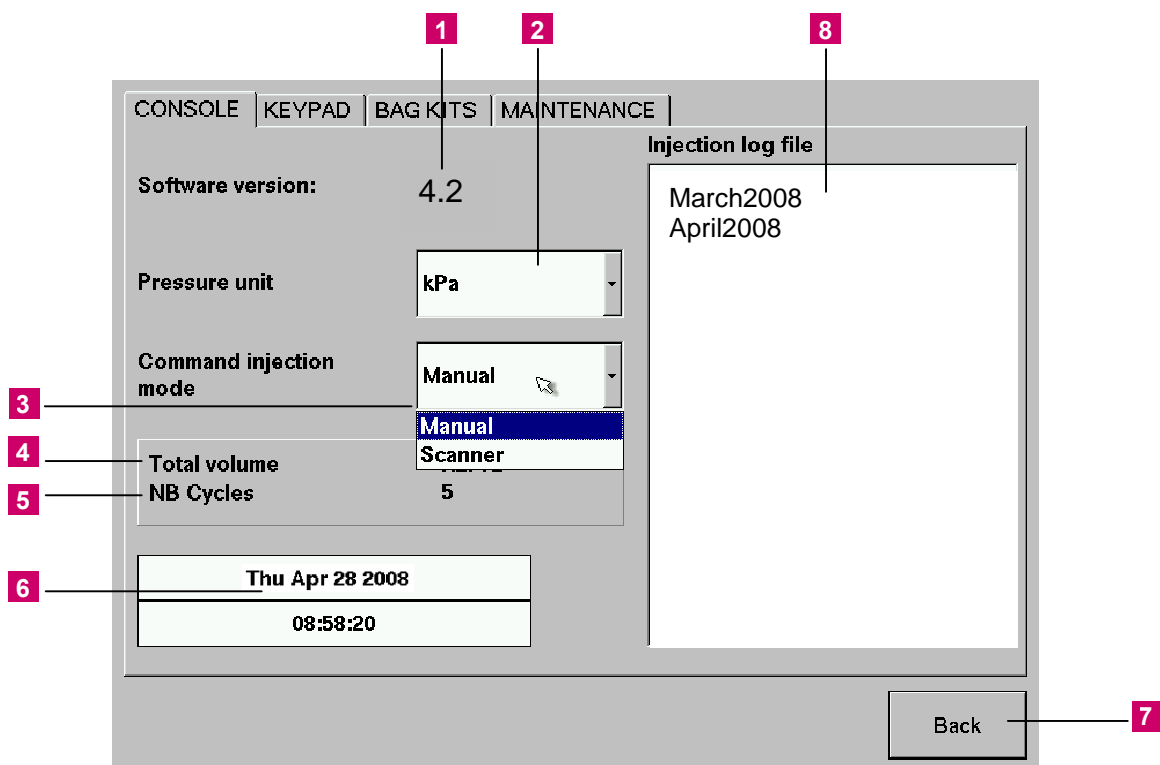 1 2 8
CONSOLE KEYPAD BAG KITS MAINTENANCE
Injection log file
Software version: 4.2
March2008
April2008
Pressure unit kPa
Command injection
mode
Manual
3
Manual
Scanner
4 Total volume
5 NB Cycles 5
6 Thu Apr 28 2008
08:58:20
Back 7